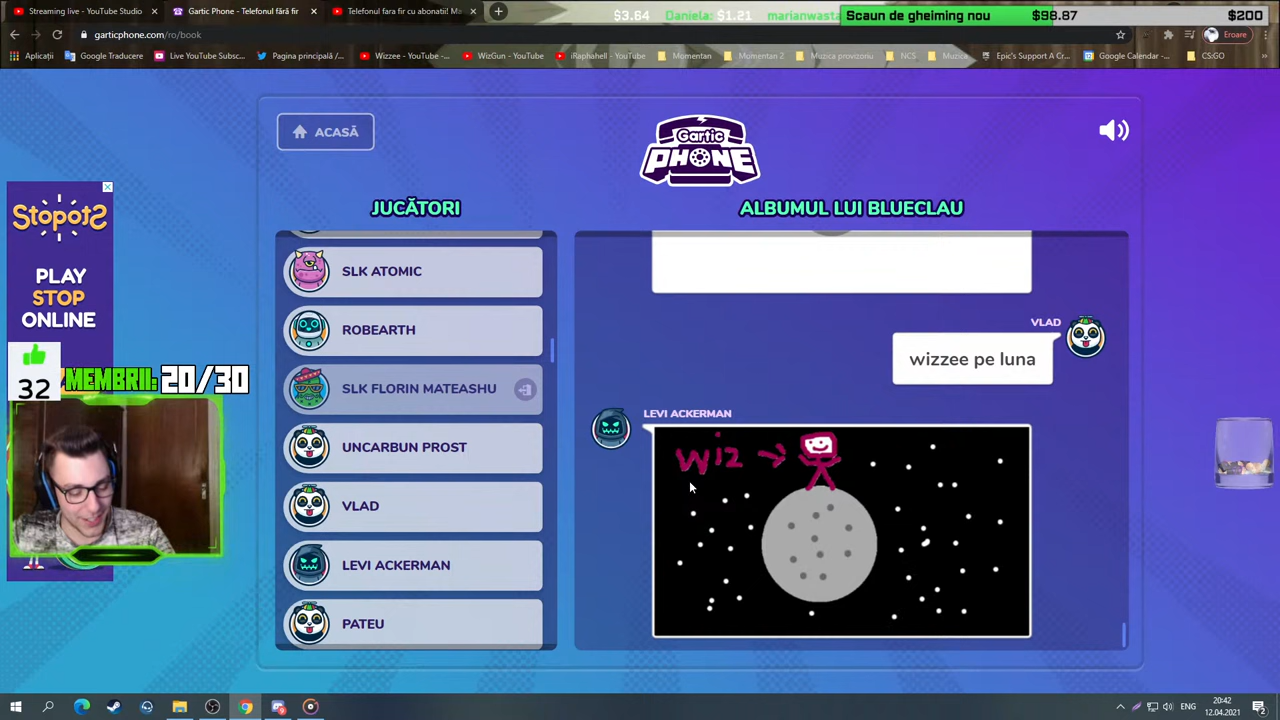 Streaming live - YouTube Studio
Gartic Phone - Telefonul fără fir
Telefonul fara fir cu abonatii! Ma
$3.64 Daniela: $1.21 marianwasta
Scaun de gheiming nou $98.87 $200
garticphone.com/ro/book
Eroare
Aplicații
Google Traducere
Live YouTube Subsc...
Pagina principală /...
Wizzee - YouTube -...
WizGun - YouTube
iRaphahell - YouTube
Momentan
Momentan 2
Muzica provizoriu
NCS
Muzica
Epic's Support A Cr...
Google Calendar -...
CS:GO
ACASĂ
Gartic
PHONE
JUCĂTORI
ALBUMUL LUI BLUECLAU
StopotS
PLAY
STOP
ONLINE
32
MEMBRII: 20/30
SLK ATOMIC
ROBEARTH
SLK FLORIN MATEASHU
UNCARBUN PROST
VLAD
LEVI ACKERMAN
PATEU
VLAD
wizzee pe luna
LEVI ACKERMAN
wiz
ENG
20:42
12.04.2021
2